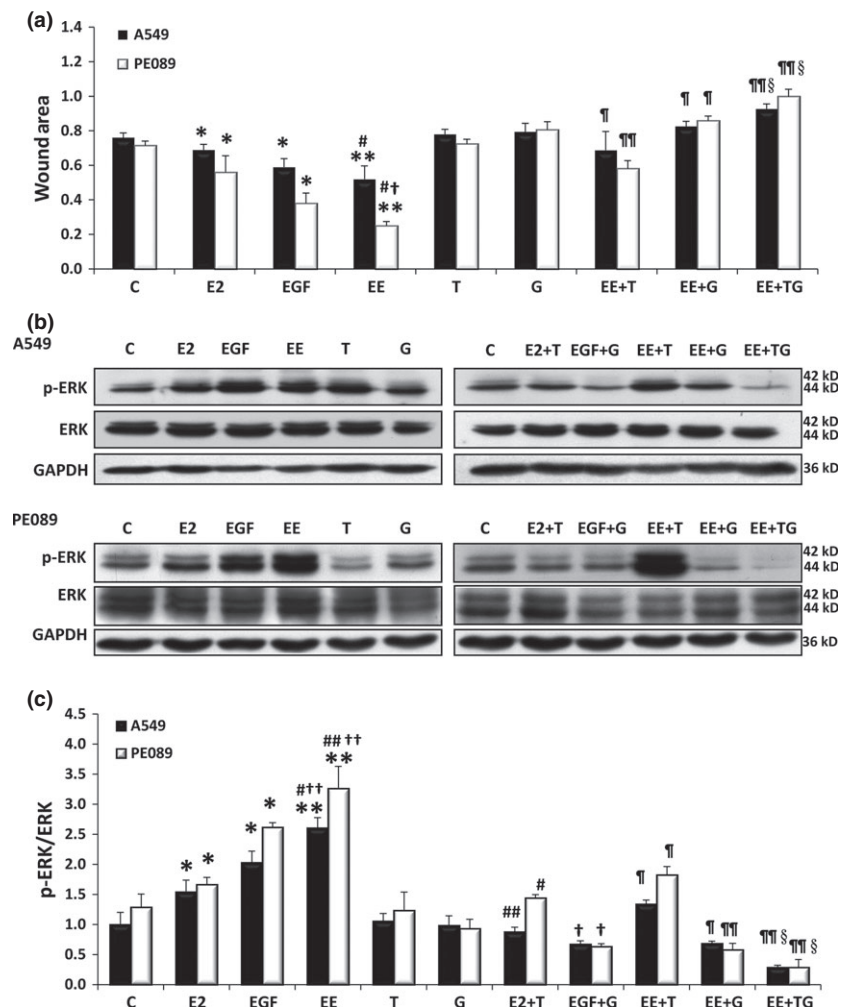 (a)
1.4
1.2
1.0
0.8
0.6
0.4
0.2
0.0
Wound area
A549
PE089
* * * * # ** #† ** ¶ ¶¶ ¶ ¶ ¶¶§ ¶¶§
C E2 EGF EE T G EE+T EE+G EE+TG
(b)
A549
C E2 EGF EE T G C E2+T EGF+G EE+T EE+G EE+TG
p-ERK 42 kD
44 kD
ERK 42 kD
44 kD
GAPDH 36 kD
PE089
C E2 EGF EE T G C E2+T EGF+G EE+T EE+G EE+TG
p-ERK 42 kD
44 kD
ERK 42 kD
44 kD
GAPDH 36 kD
(c)
4.5
4.0
3.5
3.0
2.5
2.0
1.5
1.0
0.5
0.0
p-ERK/ERK
A549
PE089
* * * * #†† ** ##†† ** ## # † † ¶ ¶ ¶ ¶¶ ¶¶§ ¶¶§
C E2 EGF EE T G E2+T EGF+G EE+T EE+G EE+TG